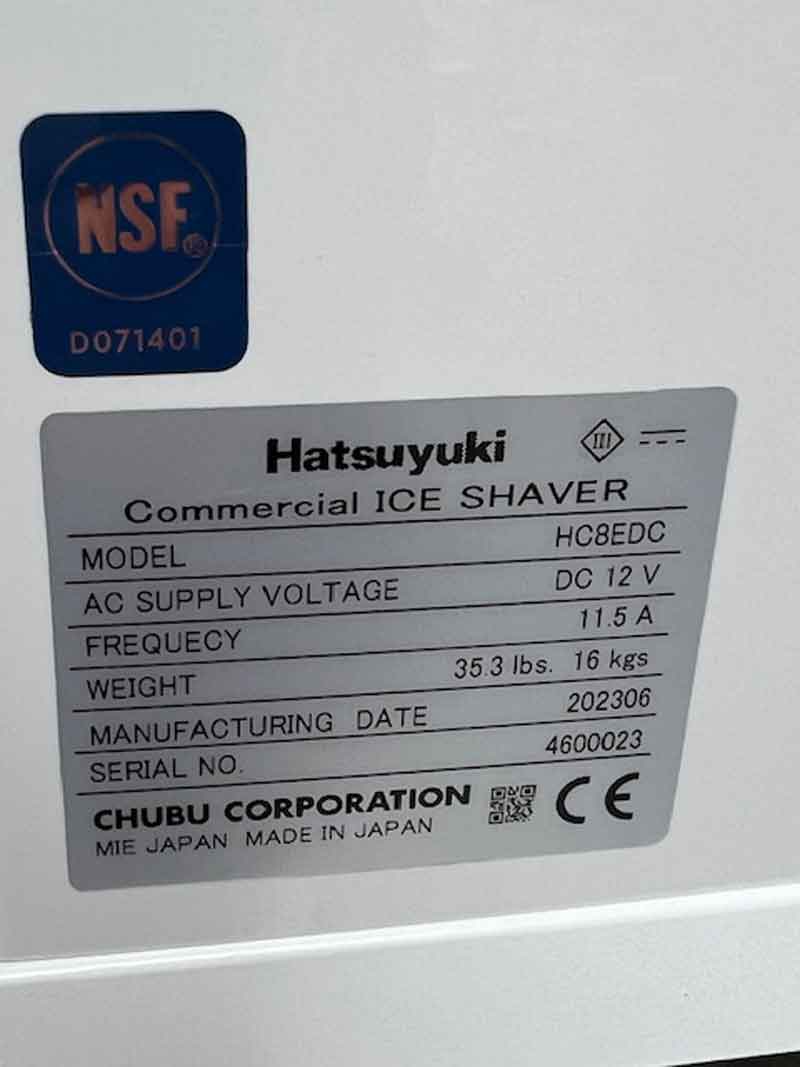 NSF®
D071401
Hatsuyuki III
Commercial ICE SHAVER
MODEL HC8EDC
AC SUPPLY VOLTAGE DC 12 V
FREQUECY 11.5 A
WEIGHT 35.3 lbs. 16 kgs
MANUFACTURING DATE 202306
SERIAL NO. 4600023
CHUBU CORPORATION CE
MIE JAPAN MADE IN JAPAN